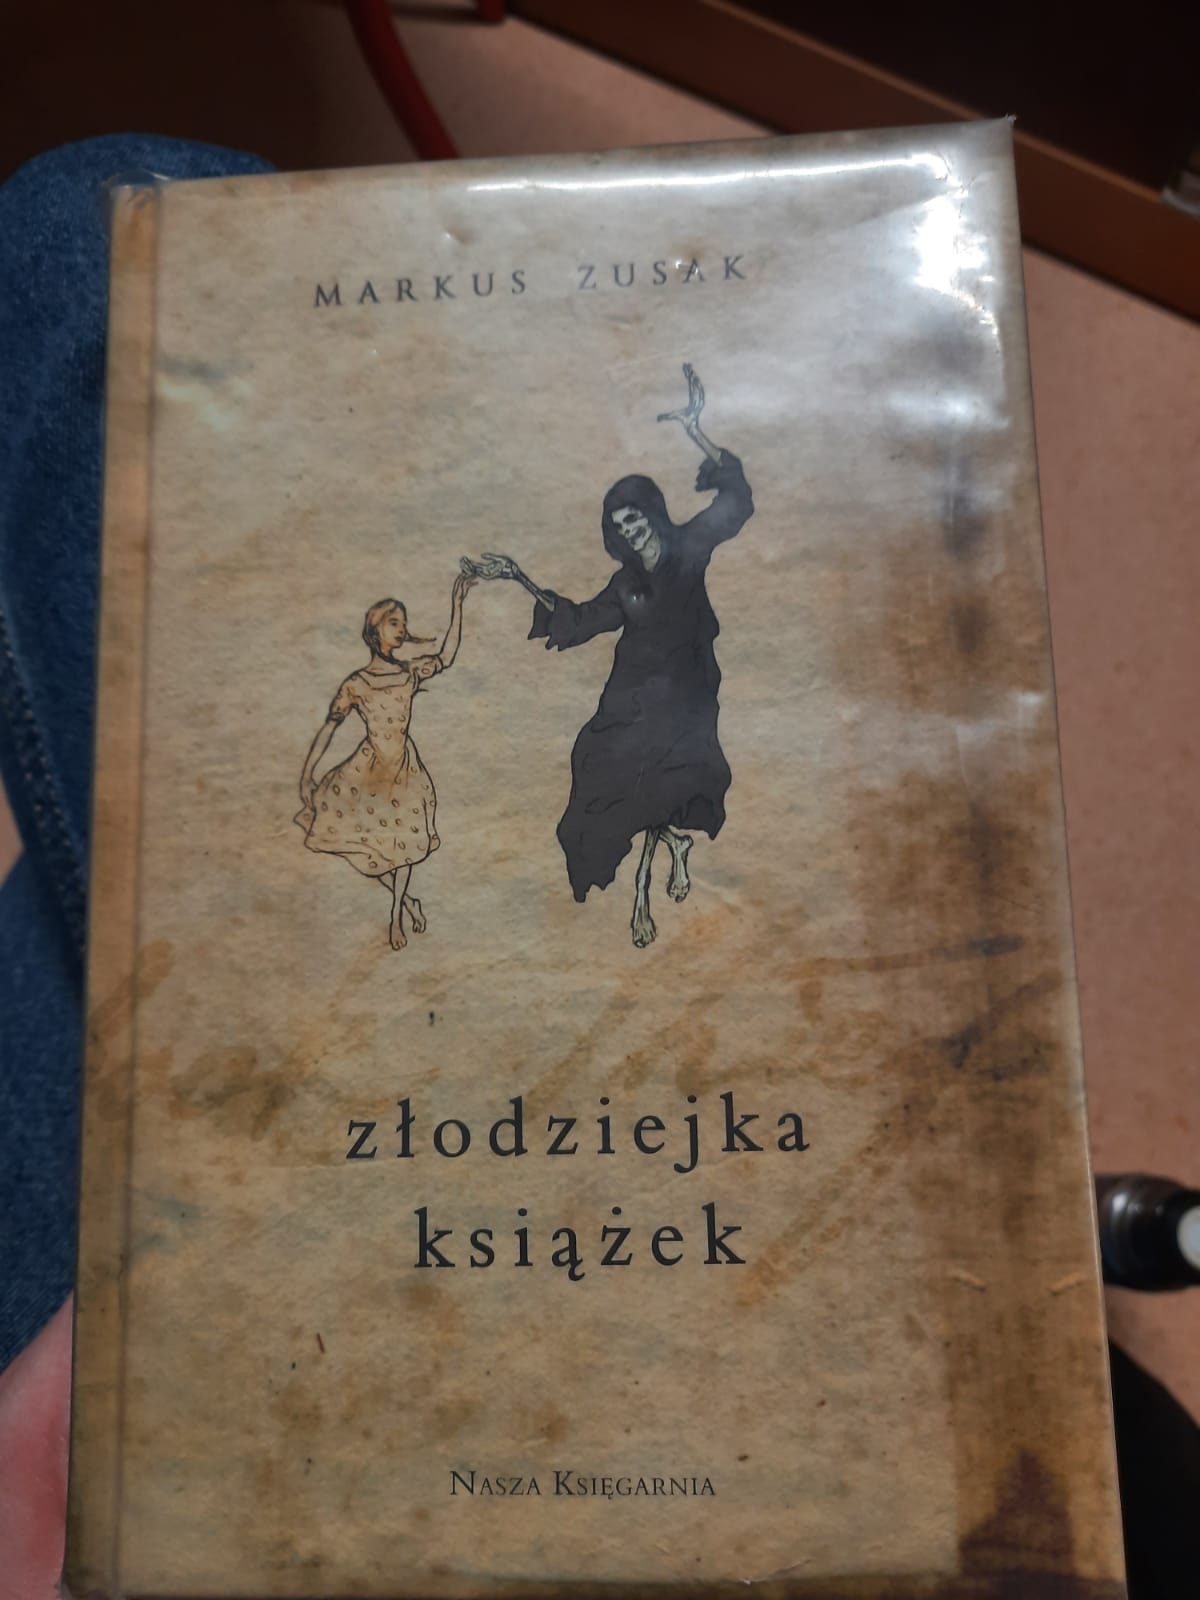 MARKUS ZUSAK
złodziejka
książek
NASZA KSIĘGARNIA